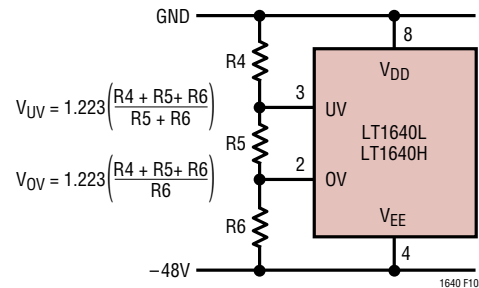 GND
8
R4
V_DD
3
UV
V_UV = 1.223(R4 + R5+ R6 / R5 + R6)
LT1640L
LT1640H
R5
2
OV
V_OV = 1.223(R4 + R5+ R6 / R6)
R6
V_EE
4
–48V
1640 F10